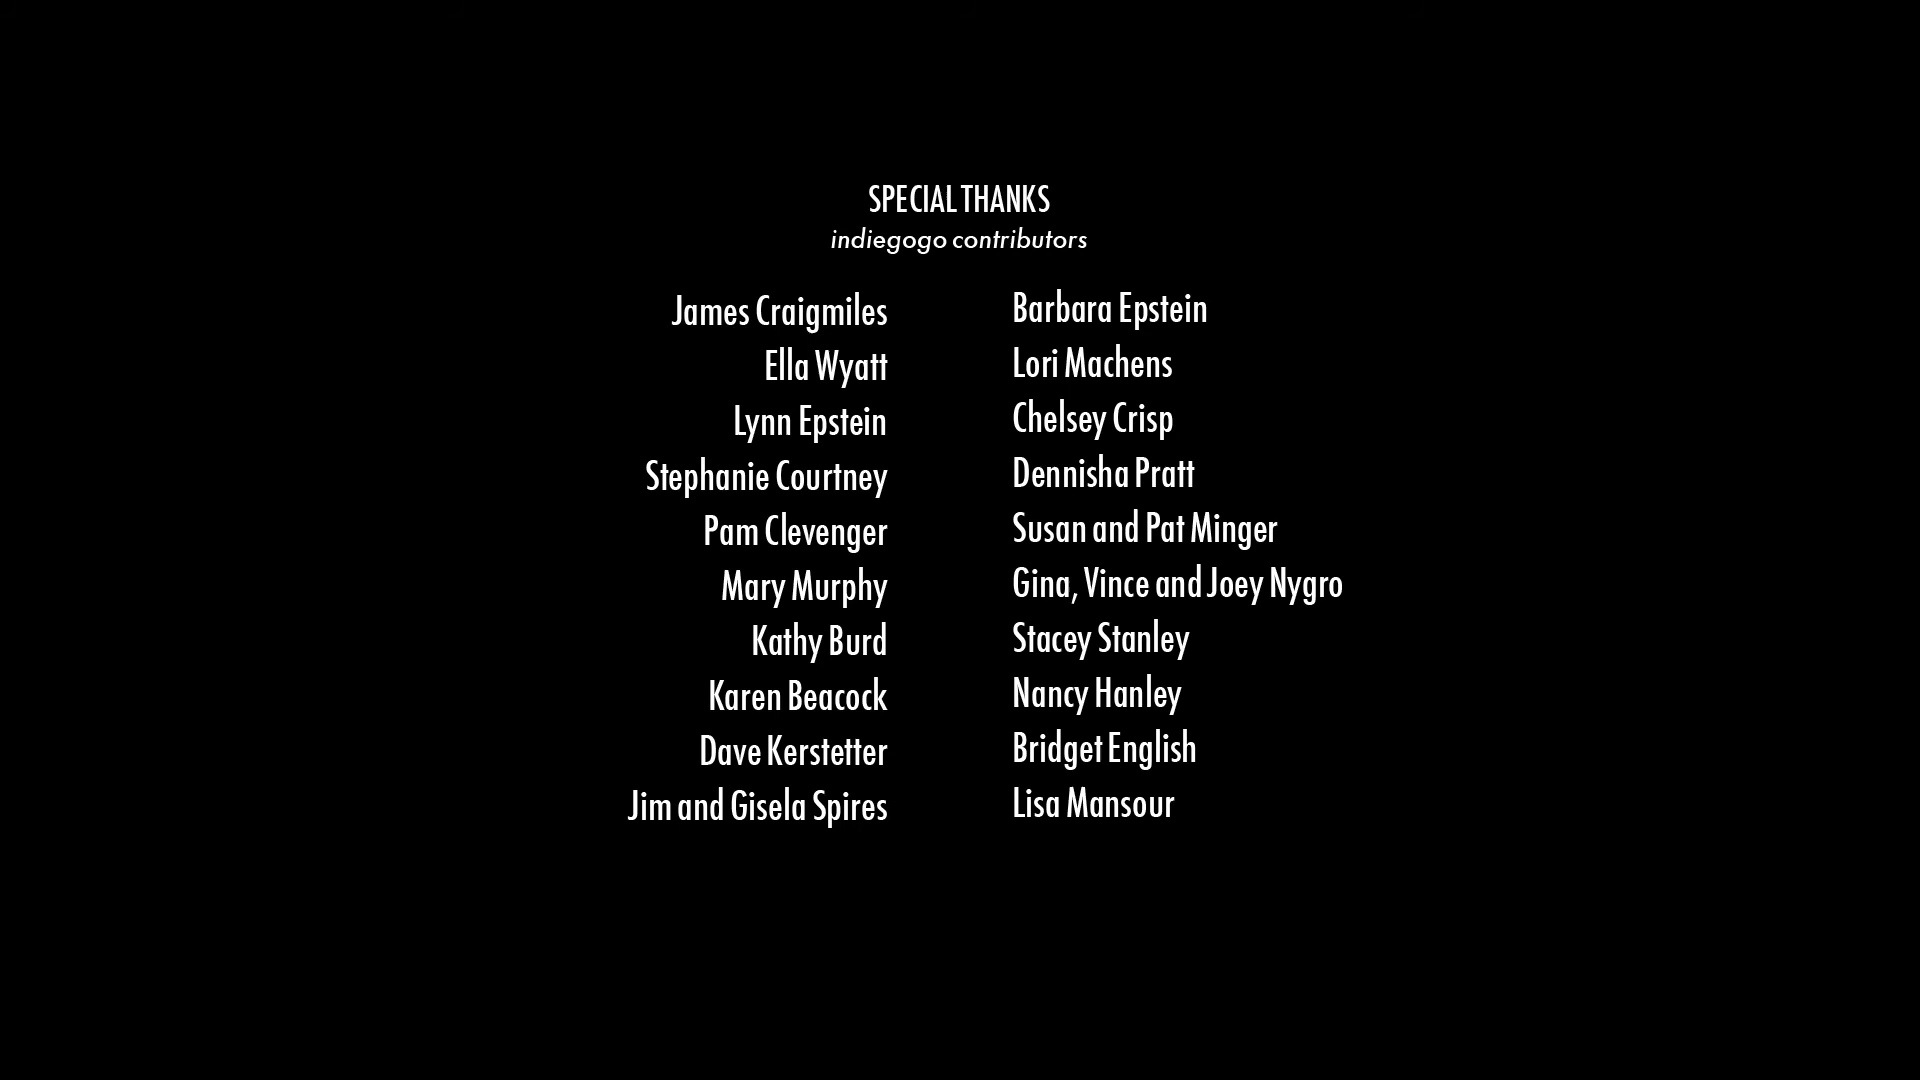 SPECIAL THANKS
indiegogo contributors
James Craigmiles
Ella Wyatt
Lynn Epstein
Stephanie Courtney
Pam Clevenger
Mary Murphy
Kathy Burd
Karen Beacock
Dave Kerstetter
Jim and Gisela Spires
Barbara Epstein
Lori Machens
Chelsey Crisp
Dennisha Pratt
Susan and Pat Minger
Gina, Vince and Joey Nygro
Stacey Stanley
Nancy Hanley
Bridget English
Lisa Mansour